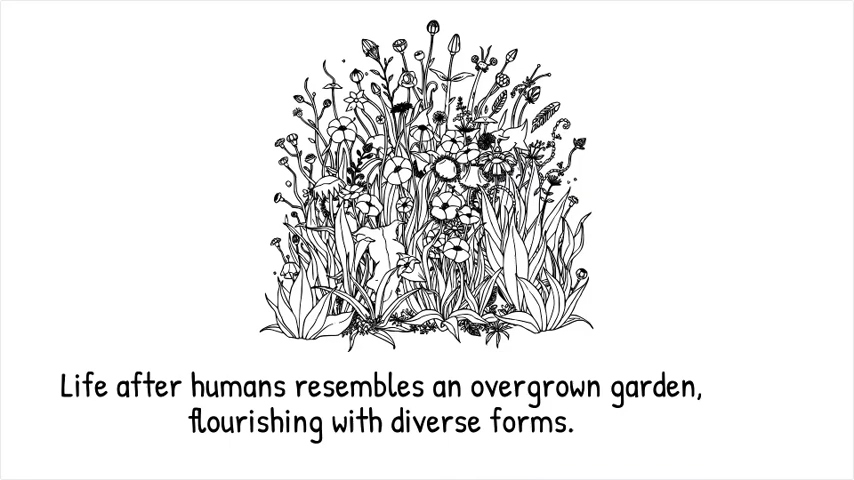 Life after humans resembles an overgrown garden,
flourishing with diverse forms.